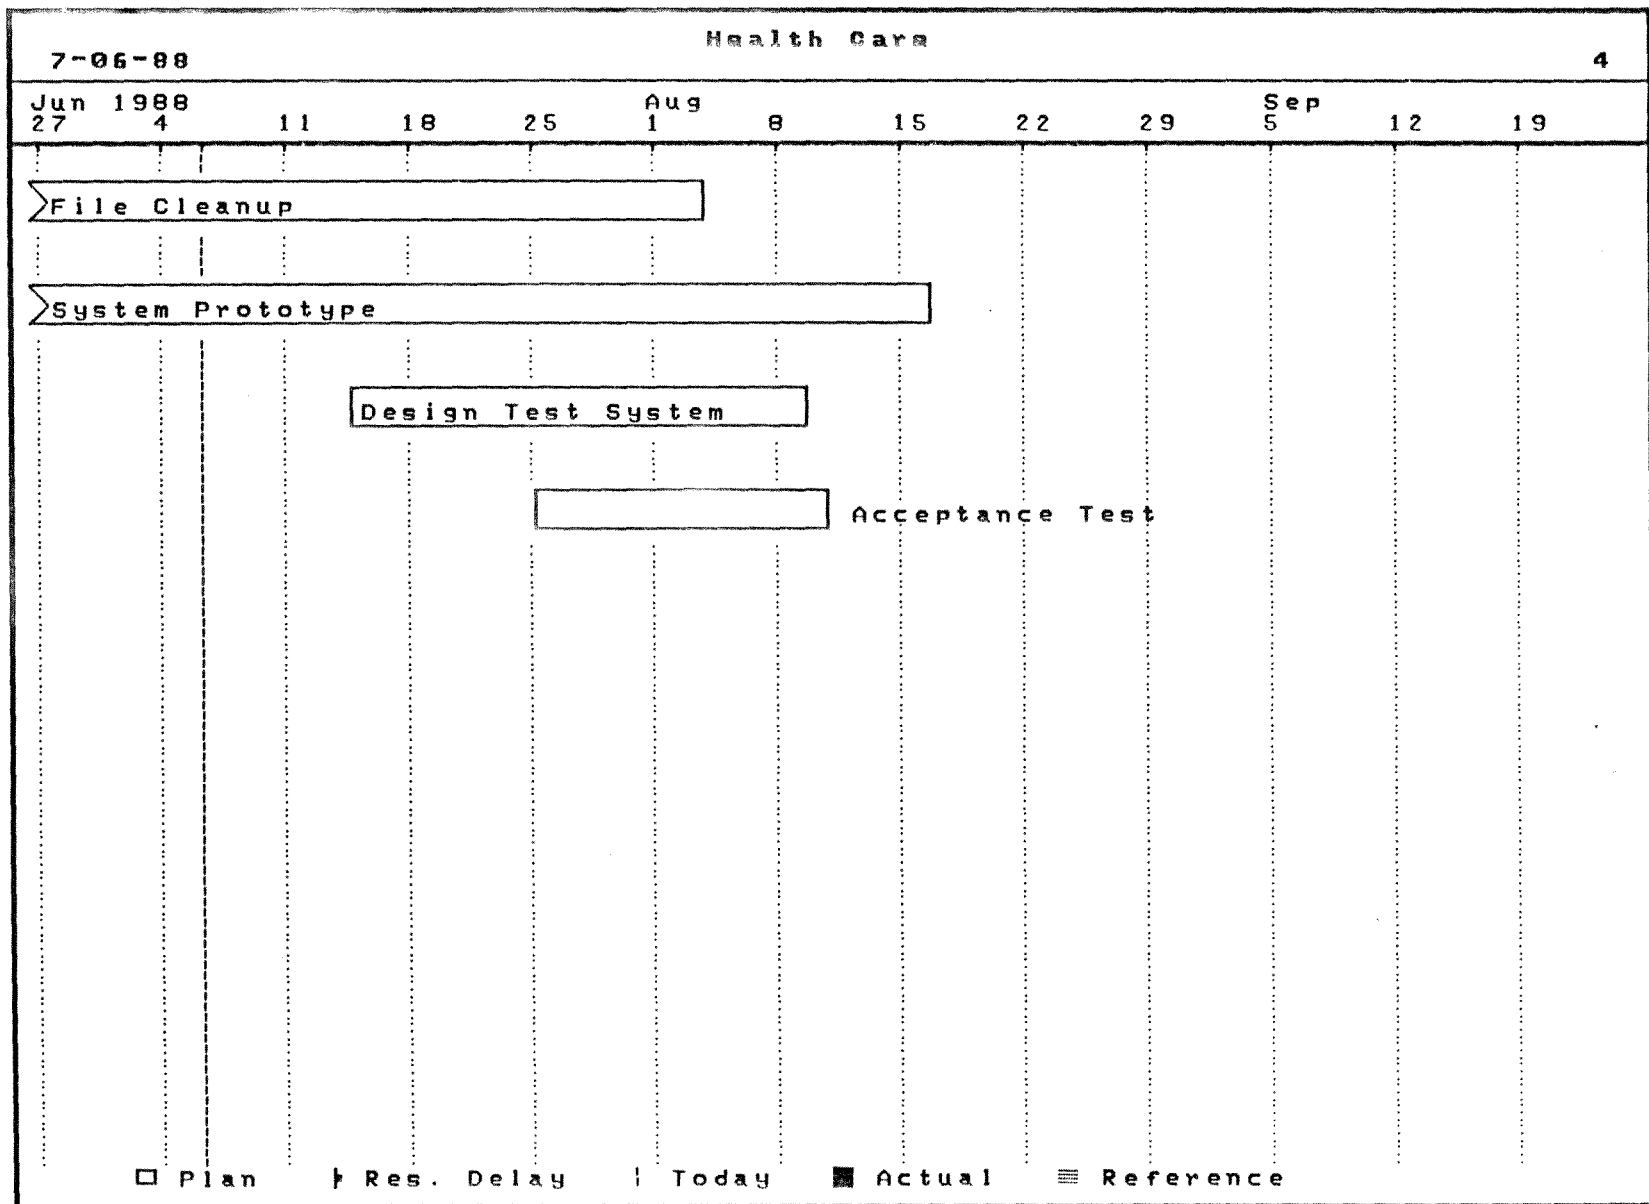 Health Care
7-06-88 4
Jun 1988 Aug Sep
27 4 11 18 25 1 8 15 22 29 5 12 19
File Cleanup
System Prototype
Design Test System
Acceptance Test
Plan Res. Delay Today Actual Reference